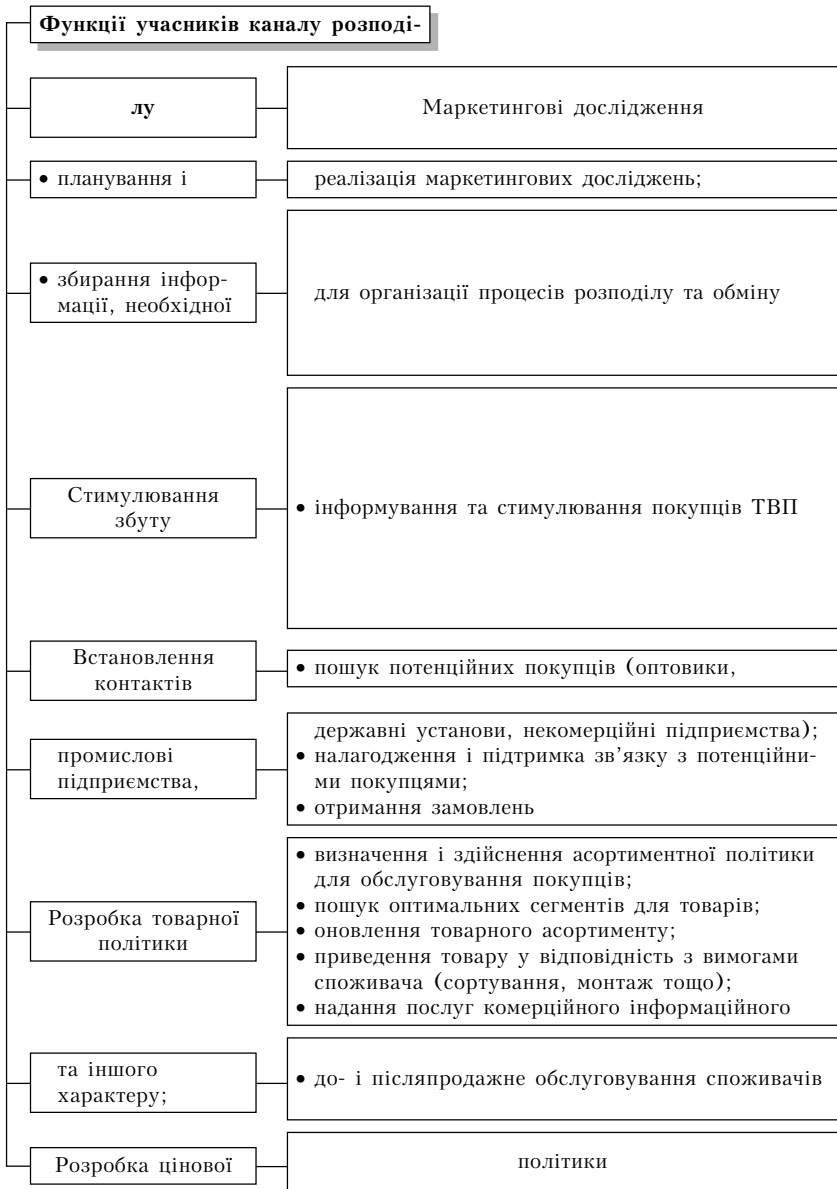 Функції учасників каналу розподі-
лу
Маркетингові дослідження
• планування і
реалізація маркетингових досліджень;
• збирання інфор-
мації, необхідної
для організації процесів розподілу та обміну
Стимулювання
збуту
• інформування та стимулювання покупців ТВП
Встановлення
контактів
• пошук потенційних покупців (оптовики,
промислові
підприємства,
державні установи, некомерційні підприємства);
• налагодження і підтримка зв’язку з потенційни-
ми покупцями;
• отримання замовлень
Розробка товарної
політики
• визначення і здійснення асортиментної політики
для обслуговування покупців;
• пошук оптимальних сегментів для товарів;
• оновлення товарного асортименту;
• приведення товару у відповідність з вимогами
споживача (сортування, монтаж тощо);
• надання послуг комерційного інформаційного
та іншого
характеру;
• до- і післяпродажне обслуговування споживачів
Розробка цінової
політики